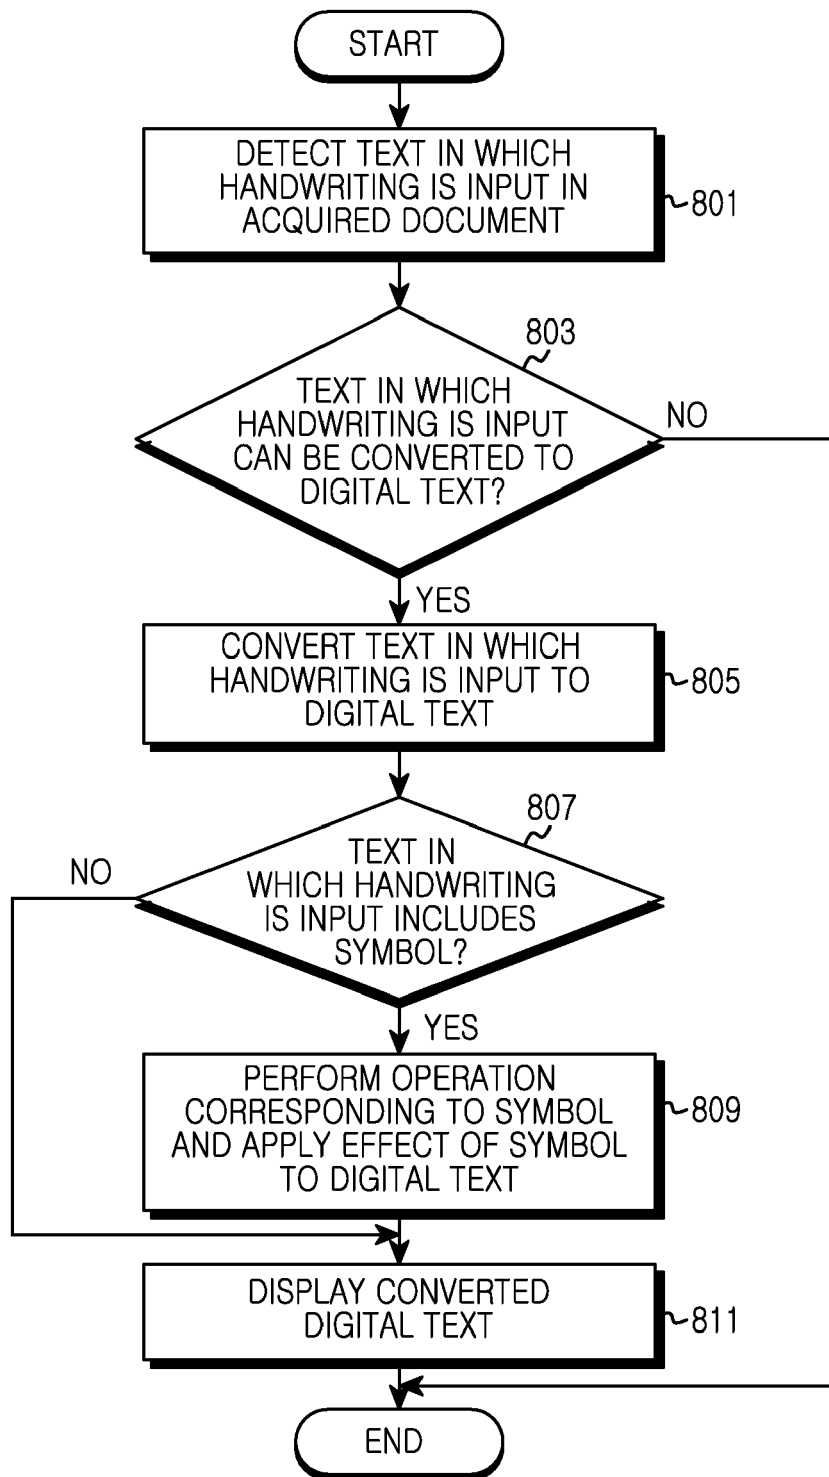 START
DETECT TEXT IN WHICH
HANDWRITING IS INPUT IN
ACQUIRED DOCUMENT
801
803
TEXT IN WHICH
HANDWRITING IS INPUT
CAN BE CONVERTED TO
DIGITAL TEXT?
NO
YES
CONVERT TEXT IN WHICH
HANDWRITING IS INPUT TO
DIGITAL TEXT
805
807
NO
TEXT IN
WHICH HANDWRITING
IS INPUT INCLUDES
SYMBOL?
YES
PERFORM OPERATION
CORRESPONDING TO SYMBOL
AND APPLY EFFECT OF SYMBOL
TO DIGITAL TEXT
809
DISPLAY CONVERTED
DIGITAL TEXT
811
END